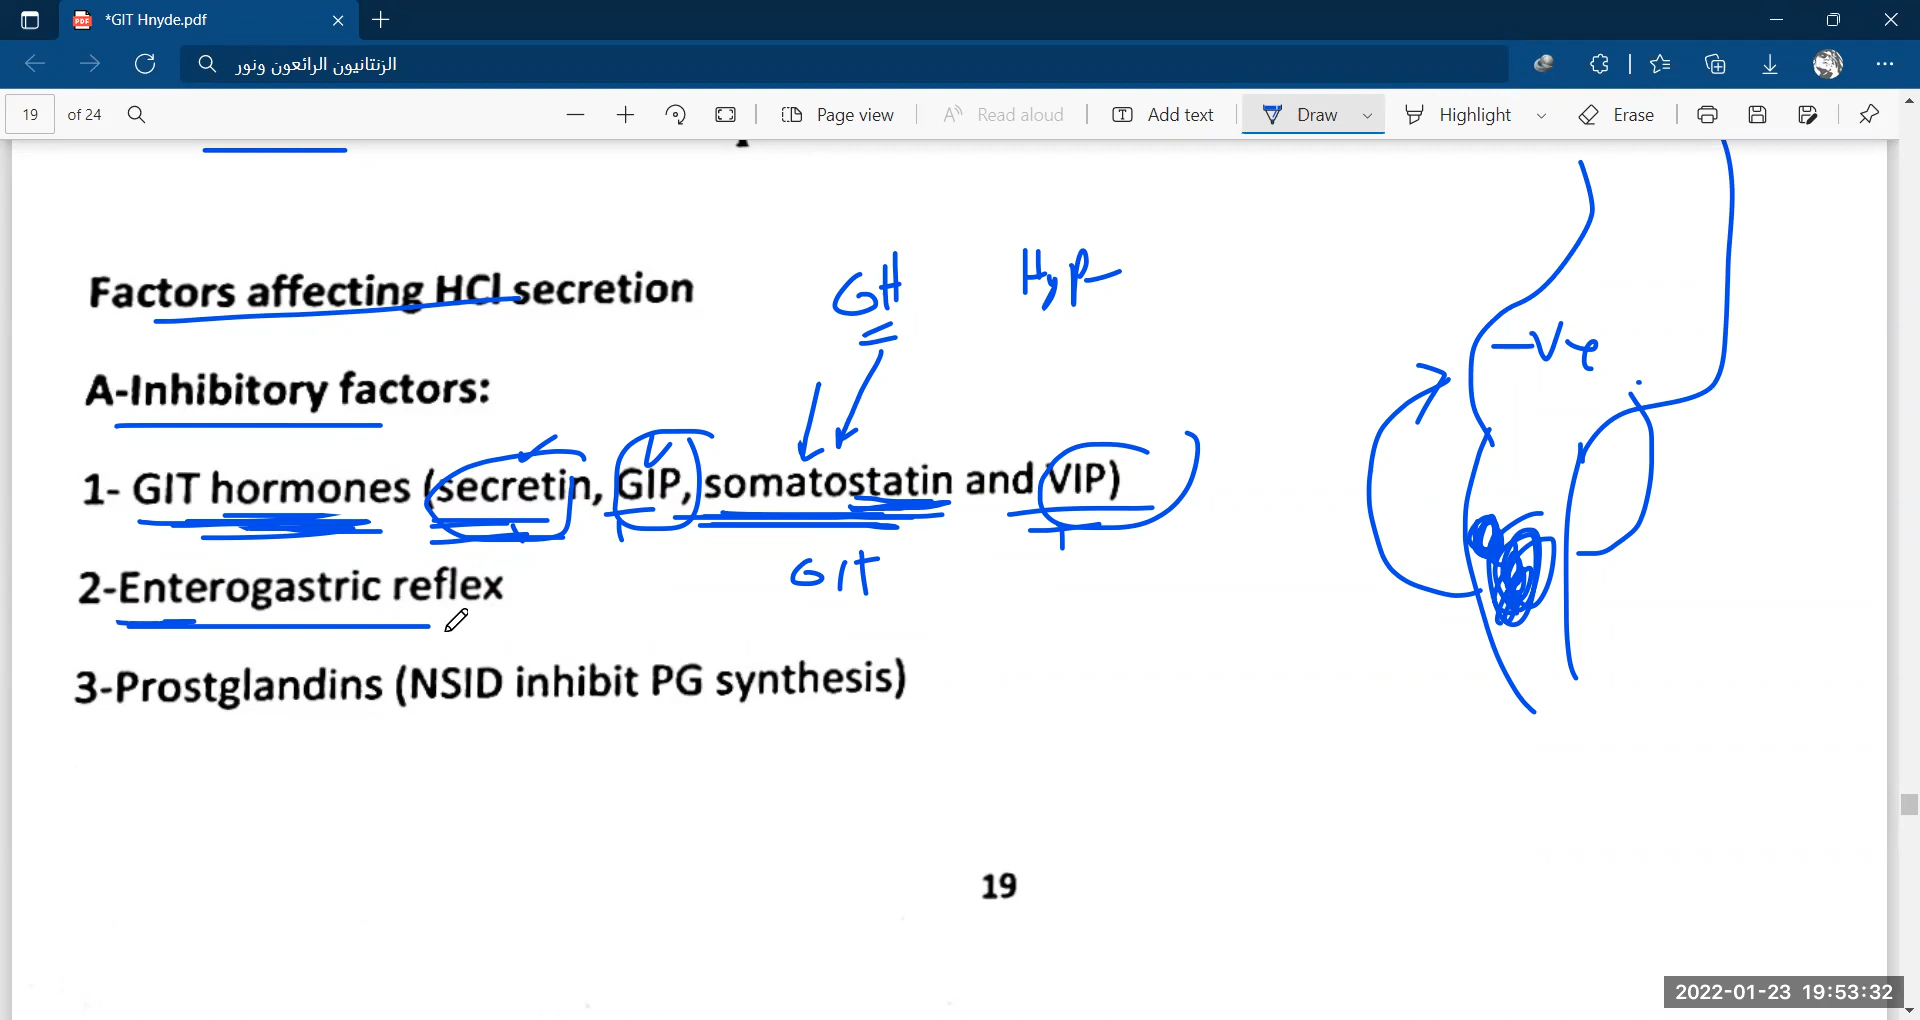 *GIT Hnyde.pdf
الزنتانيون الرائعون ونور
19 of 24 Page view Read aloud Add text Draw Highlight Erase
Factors affecting HCl secretion
GH Hyp
A-Inhibitory factors:
-Ve
1- GIT hormones (secretin, GIP, somatostatin and VIP)
GIT
2-Enterogastric reflex
3-Prostglandins (NSID inhibit PG synthesis)
19
2022-01-23 19:53:32